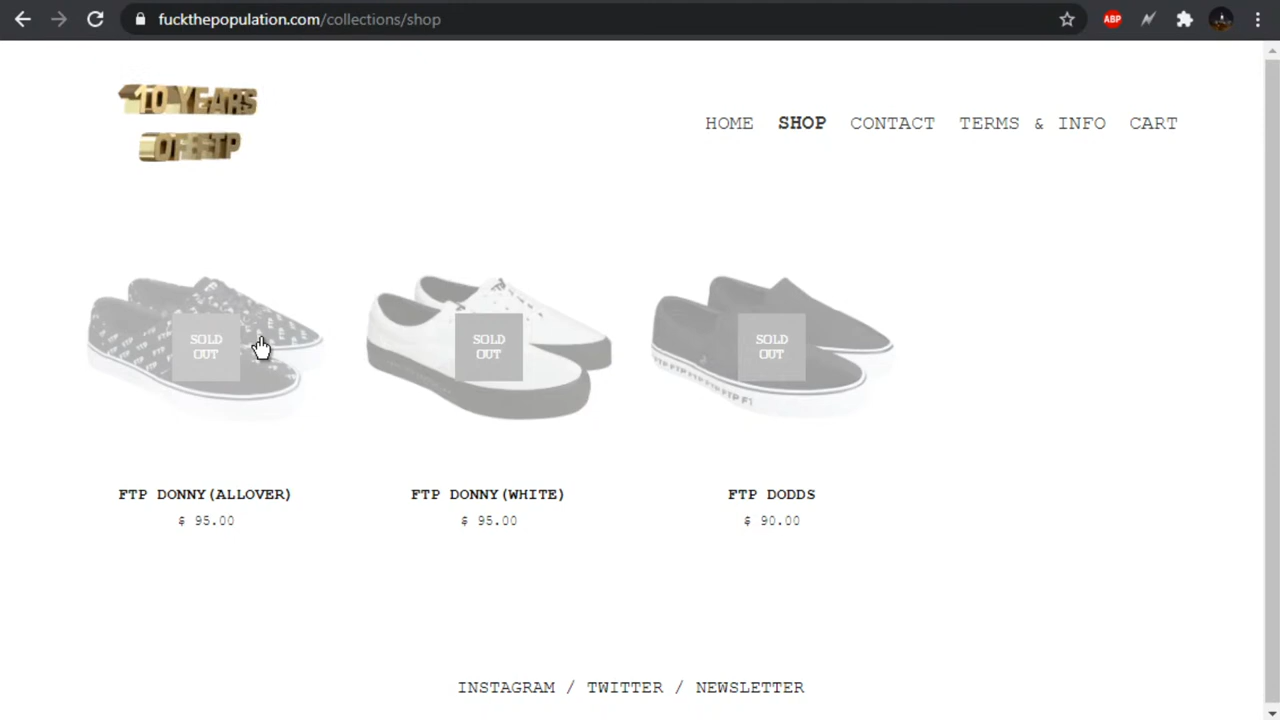 fuckthepopulation.com/collections/shop
ABP
10 YEARS
OF FTP
HOME SHOP CONTACT TERMS & INFO CART
SOLD
OUT
SOLD
OUT
SOLD
OUT
FTP DONNY(ALLOVER)
$ 95.00
FTP DONNY(WHITE)
$ 95.00
FTP DODDS
$ 90.00
INSTAGRAM / TWITTER / NEWSLETTER